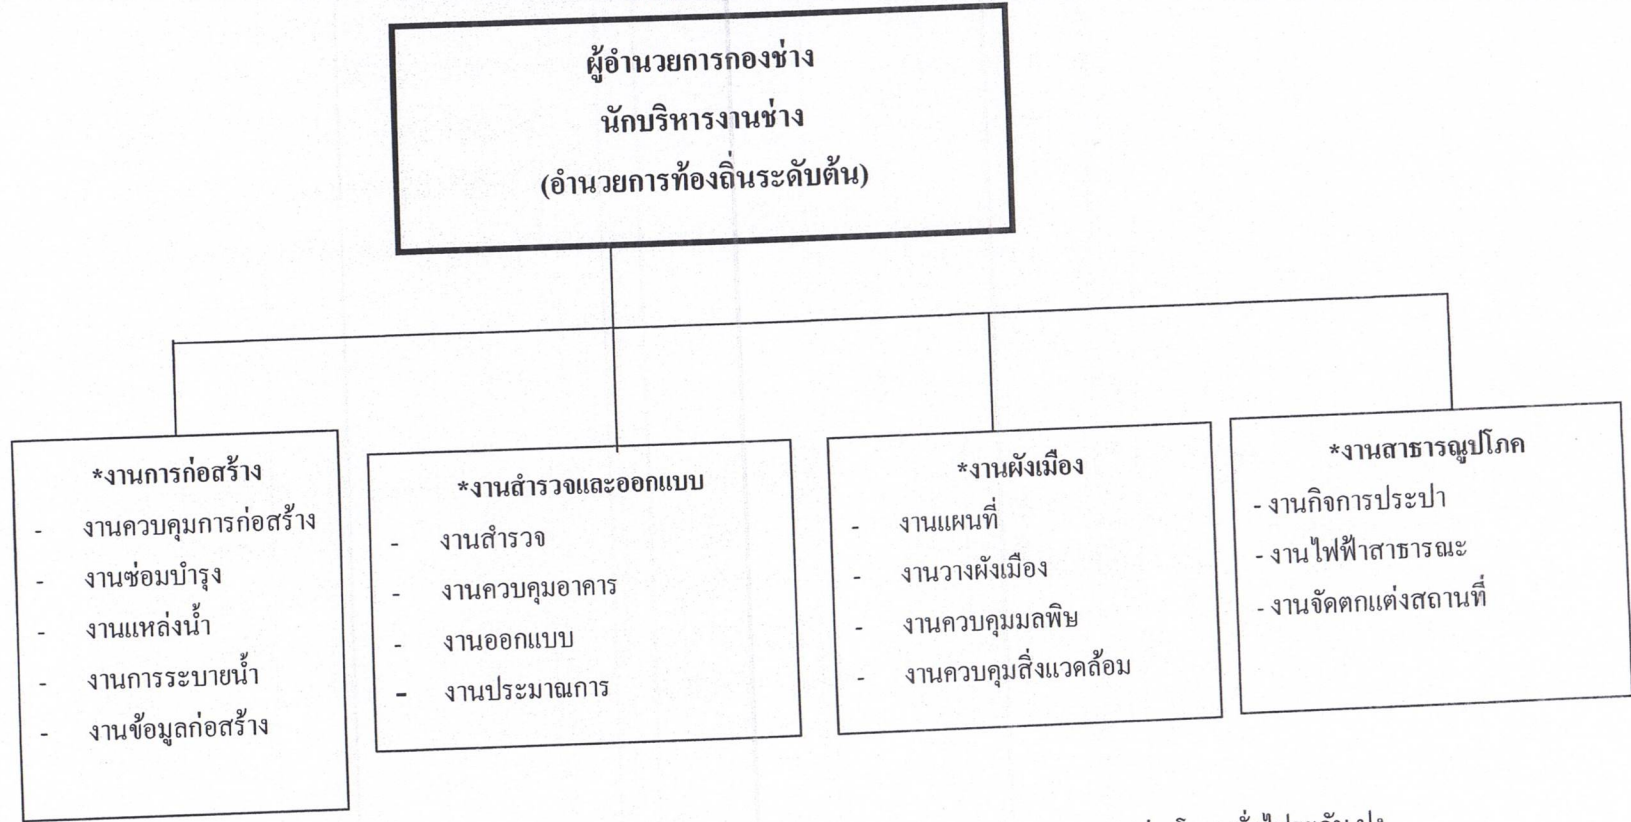 ผู้อำนวยการกองช่าง
นักบริหารงานช่าง
(อำนวยการท้องถิ่นระดับต้น)
*งานการก่อสร้าง
- งานควบคุมการก่อสร้าง
- งานซ่อมบำรุง
- งานแหล่งน้ำ
- งานการระบายน้ำ
- งานข้อมูลก่อสร้าง
*งานสำรวจและออกแบบ
- งานสำรวจ
- งานควบคุมอาคาร
- งานออกแบบ
- งานประมาณการ
*งานผังเมือง
- งานแผนที่
- งานวางผังเมือง
- งานควบคุมมลพิษ
- งานควบคุมสิ่งแวคล้อม
*งานสาธารณูปโภค
- งานกิจการประปา
- งานไฟฟ้าสาธารณะ
- งานจัดตกแต่งสถานที่